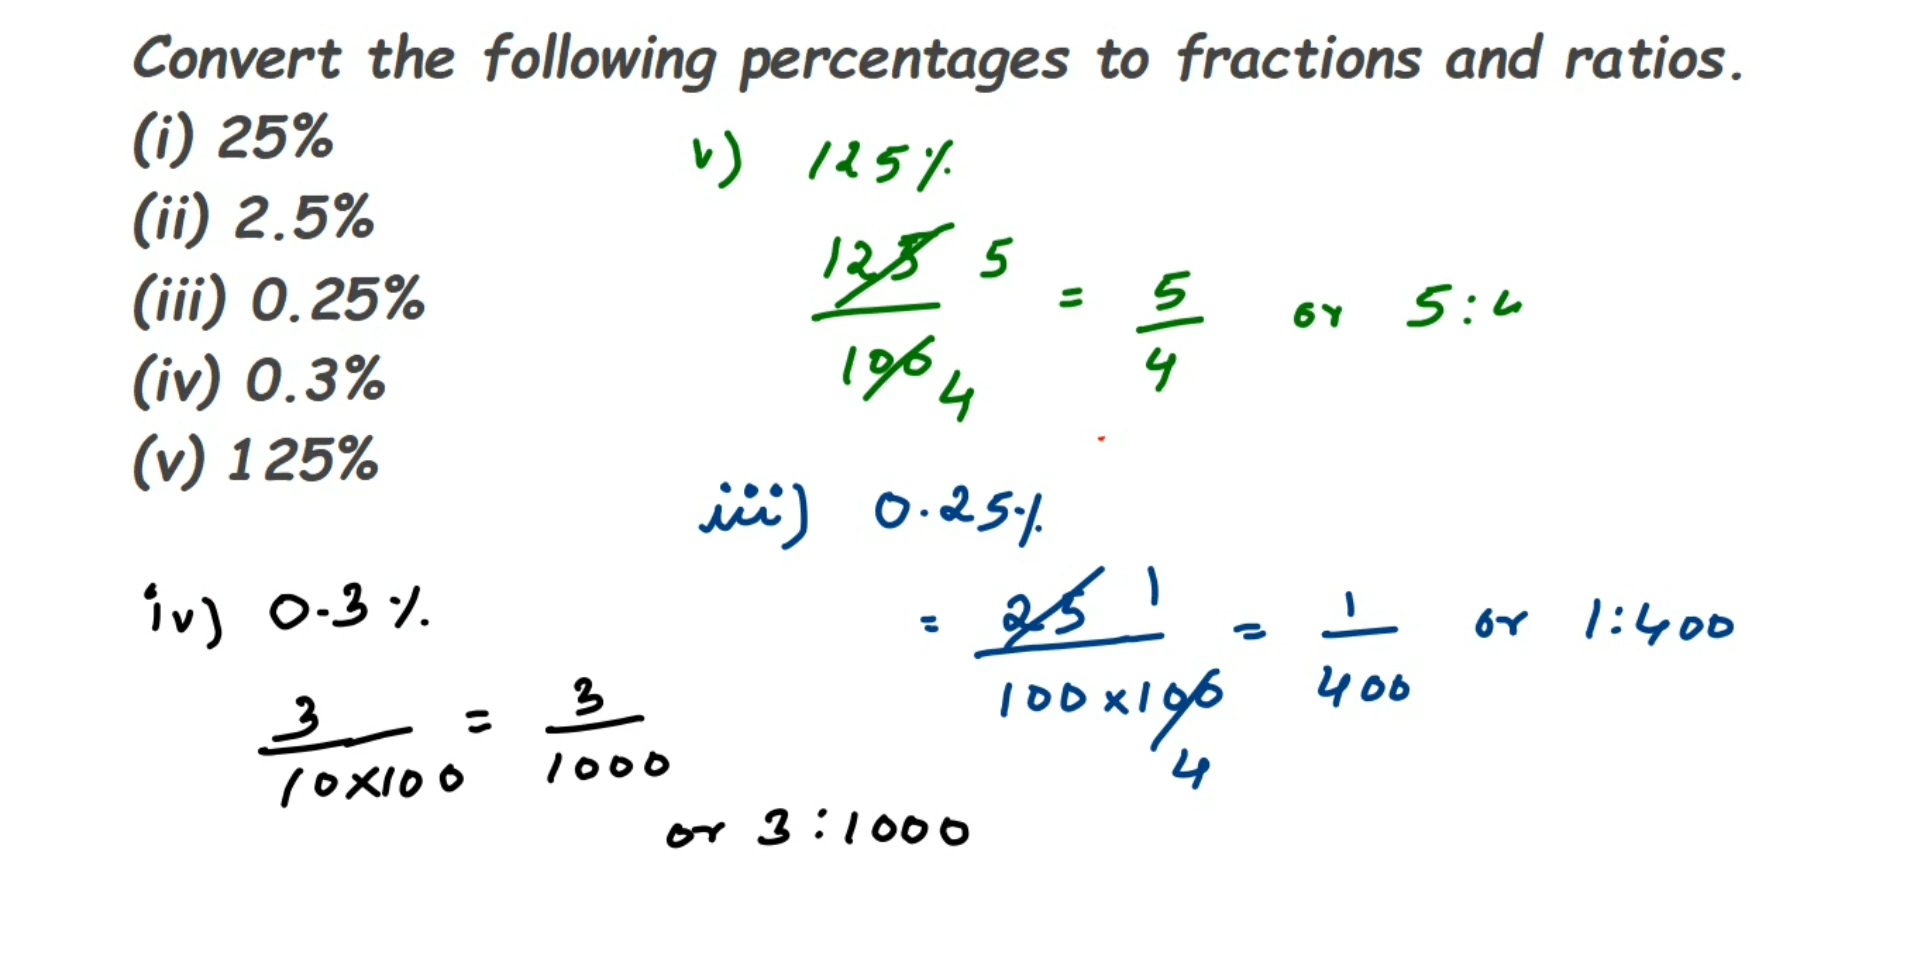 Convert the following percentages to fractions and ratios.
(i) 25%
(ii) 2.5%
(iii) 0.25%
(iv) 0.3%
(v) 125%
v) 125%
125 5
100 4
= 5/4 or 5:4
iii) 0.25%
= 25 1
100×100
4
= 1/400 or 1:400
iv) 0.3%
3/10×100 = 3/1000
or 3:1000